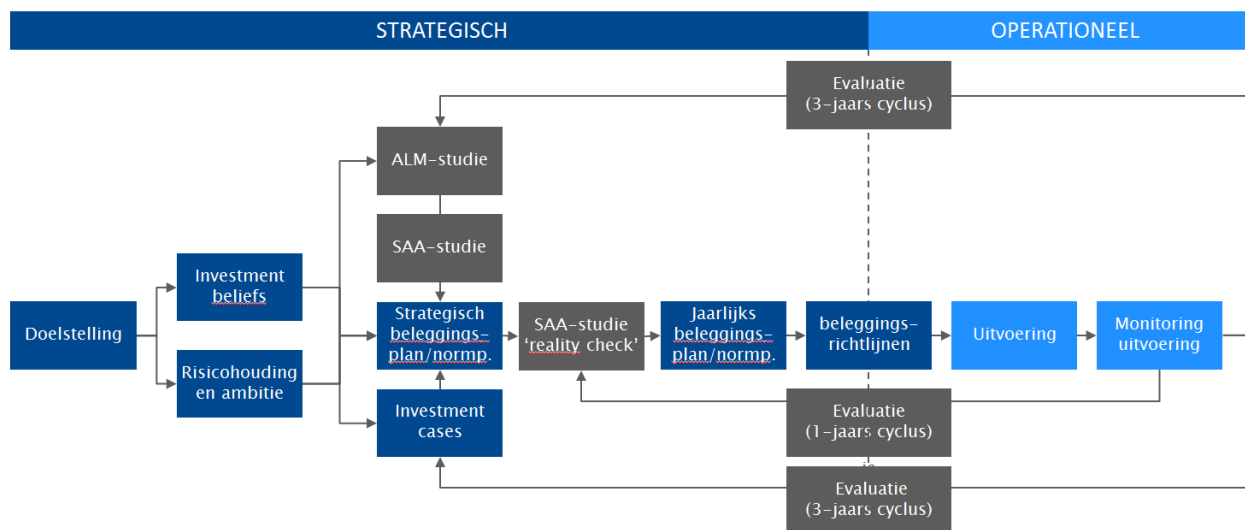 STRATEGISCH
OPERATIONEEL
Evaluatie
(3-jaars cyclus)
ALM-studie
SAA-studie
Investment
beliefs
Doelstelling
Risicohouding
en ambitie
Strategisch
beleggings-
plan/normp.
SAA-studie
‘reality check’
Jaarlijks
beleggings-
plan/normp.
beleggings-
richtlijnen
Uitvoering
Monitoring
uitvoering
Investment
cases
Evaluatie
(1-jaars cyclus)
Evaluatie
(3-jaars cyclus)